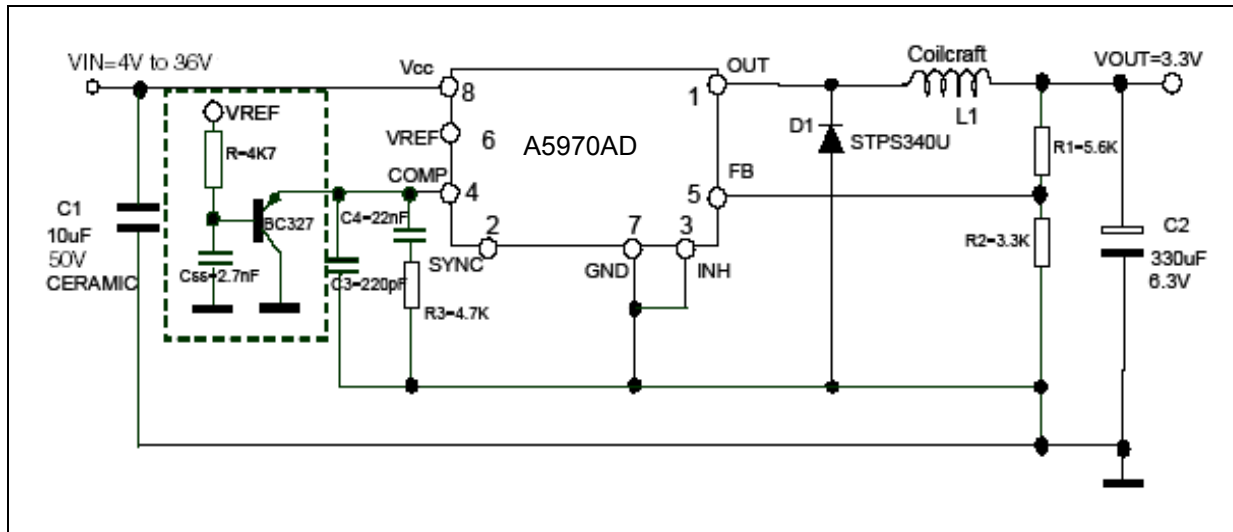 VIN=4V to 36V
Vcc
8
OUT
1
Coilcraft
L1
VOUT=3.3V
VREF
R=4K7
VREF
6
A5970AD
D1
STPS340U
R1=5.6K
COMP
4
FB
5
C1
10uF
50V
CERAMIC
BC327
C4=22nF
2
7
3
R2=3.3K
C2
330uF
6.3V
Css=2.7nF
C3=220pF
SYNC
GND
INH
R3=4.7K